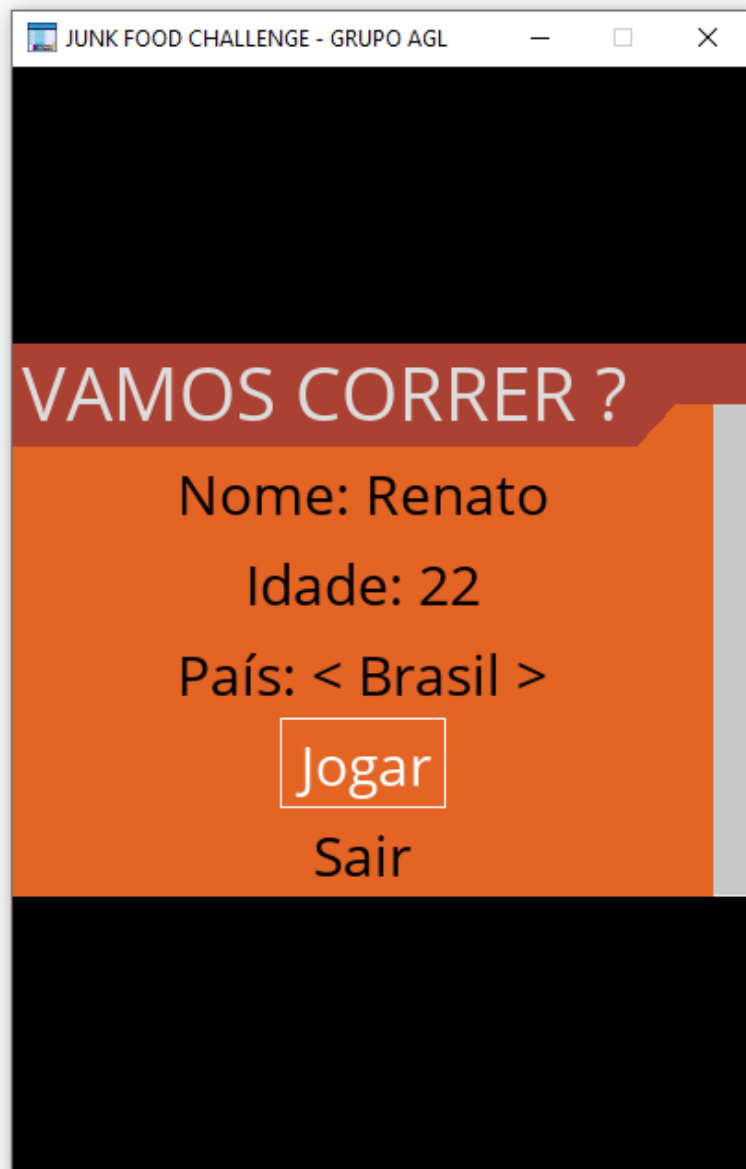 JUNK FOOD CHALLENGE - GRUPO AGL
VAMOS CORRER ?
Nome: Renato
Idade: 22
País: < Brasil >
Jogar
Sair